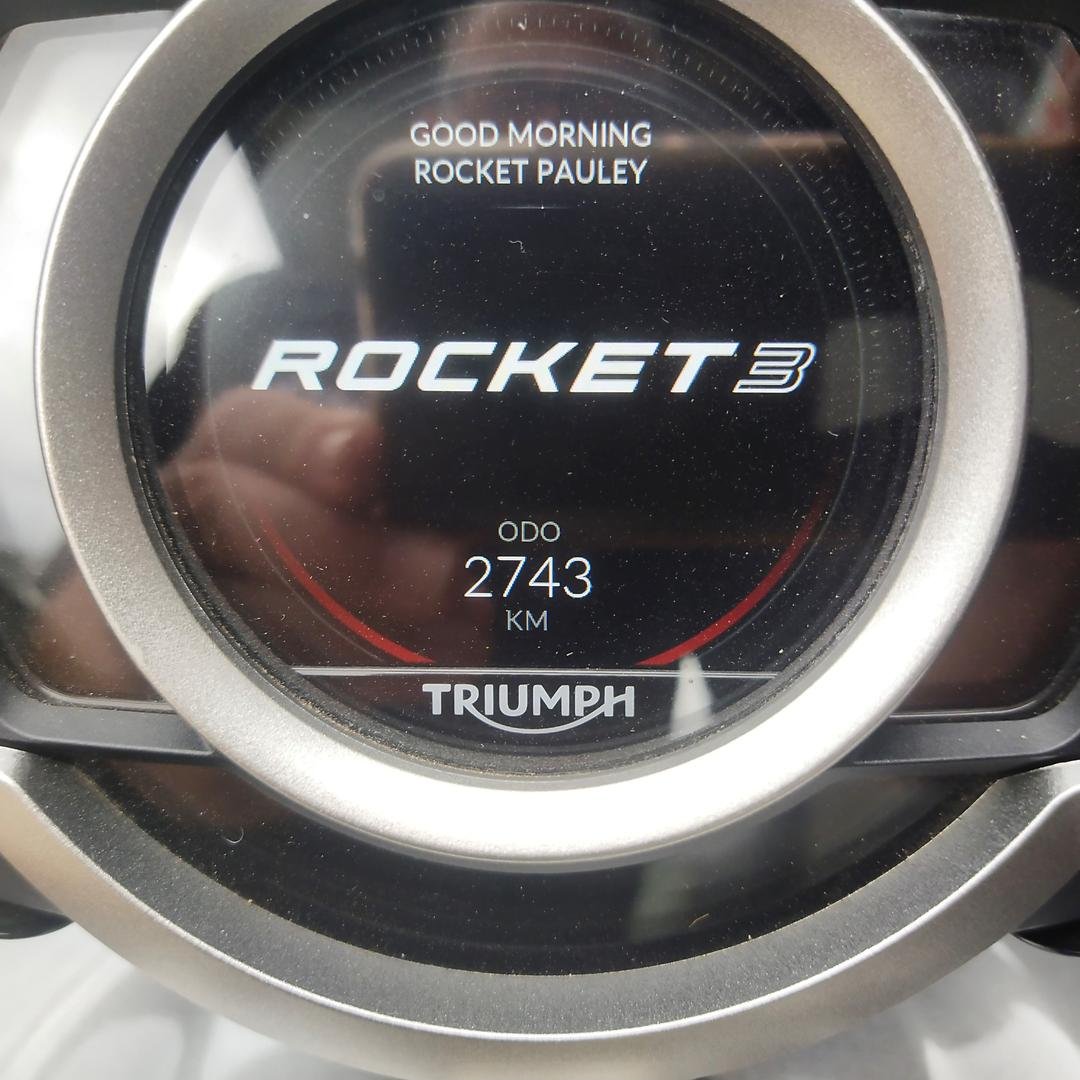 GOOD MORNING
ROCKET PAULEY
ROCKET 3
ODO
2743
KM
TRIUMPH